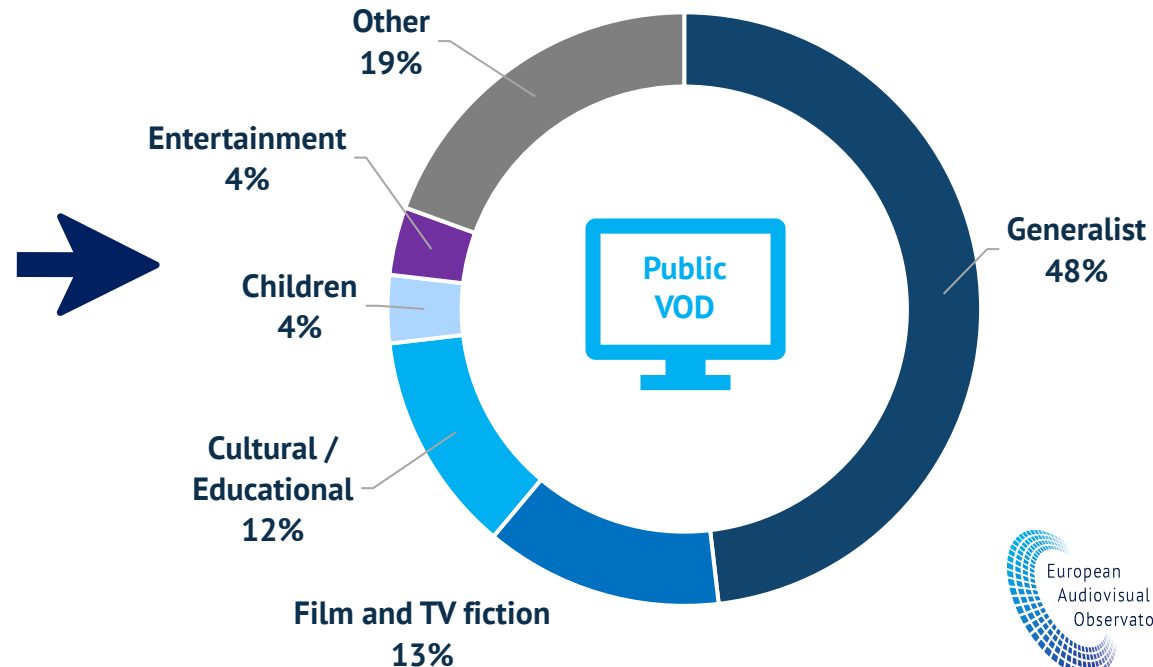 Other
19%
Entertainment
4%
Generalist
48%
Public
VOD
Children
4%
Cultural /
Educational
12%
Film and TV fiction
13%
European
Audiovisual
Observato